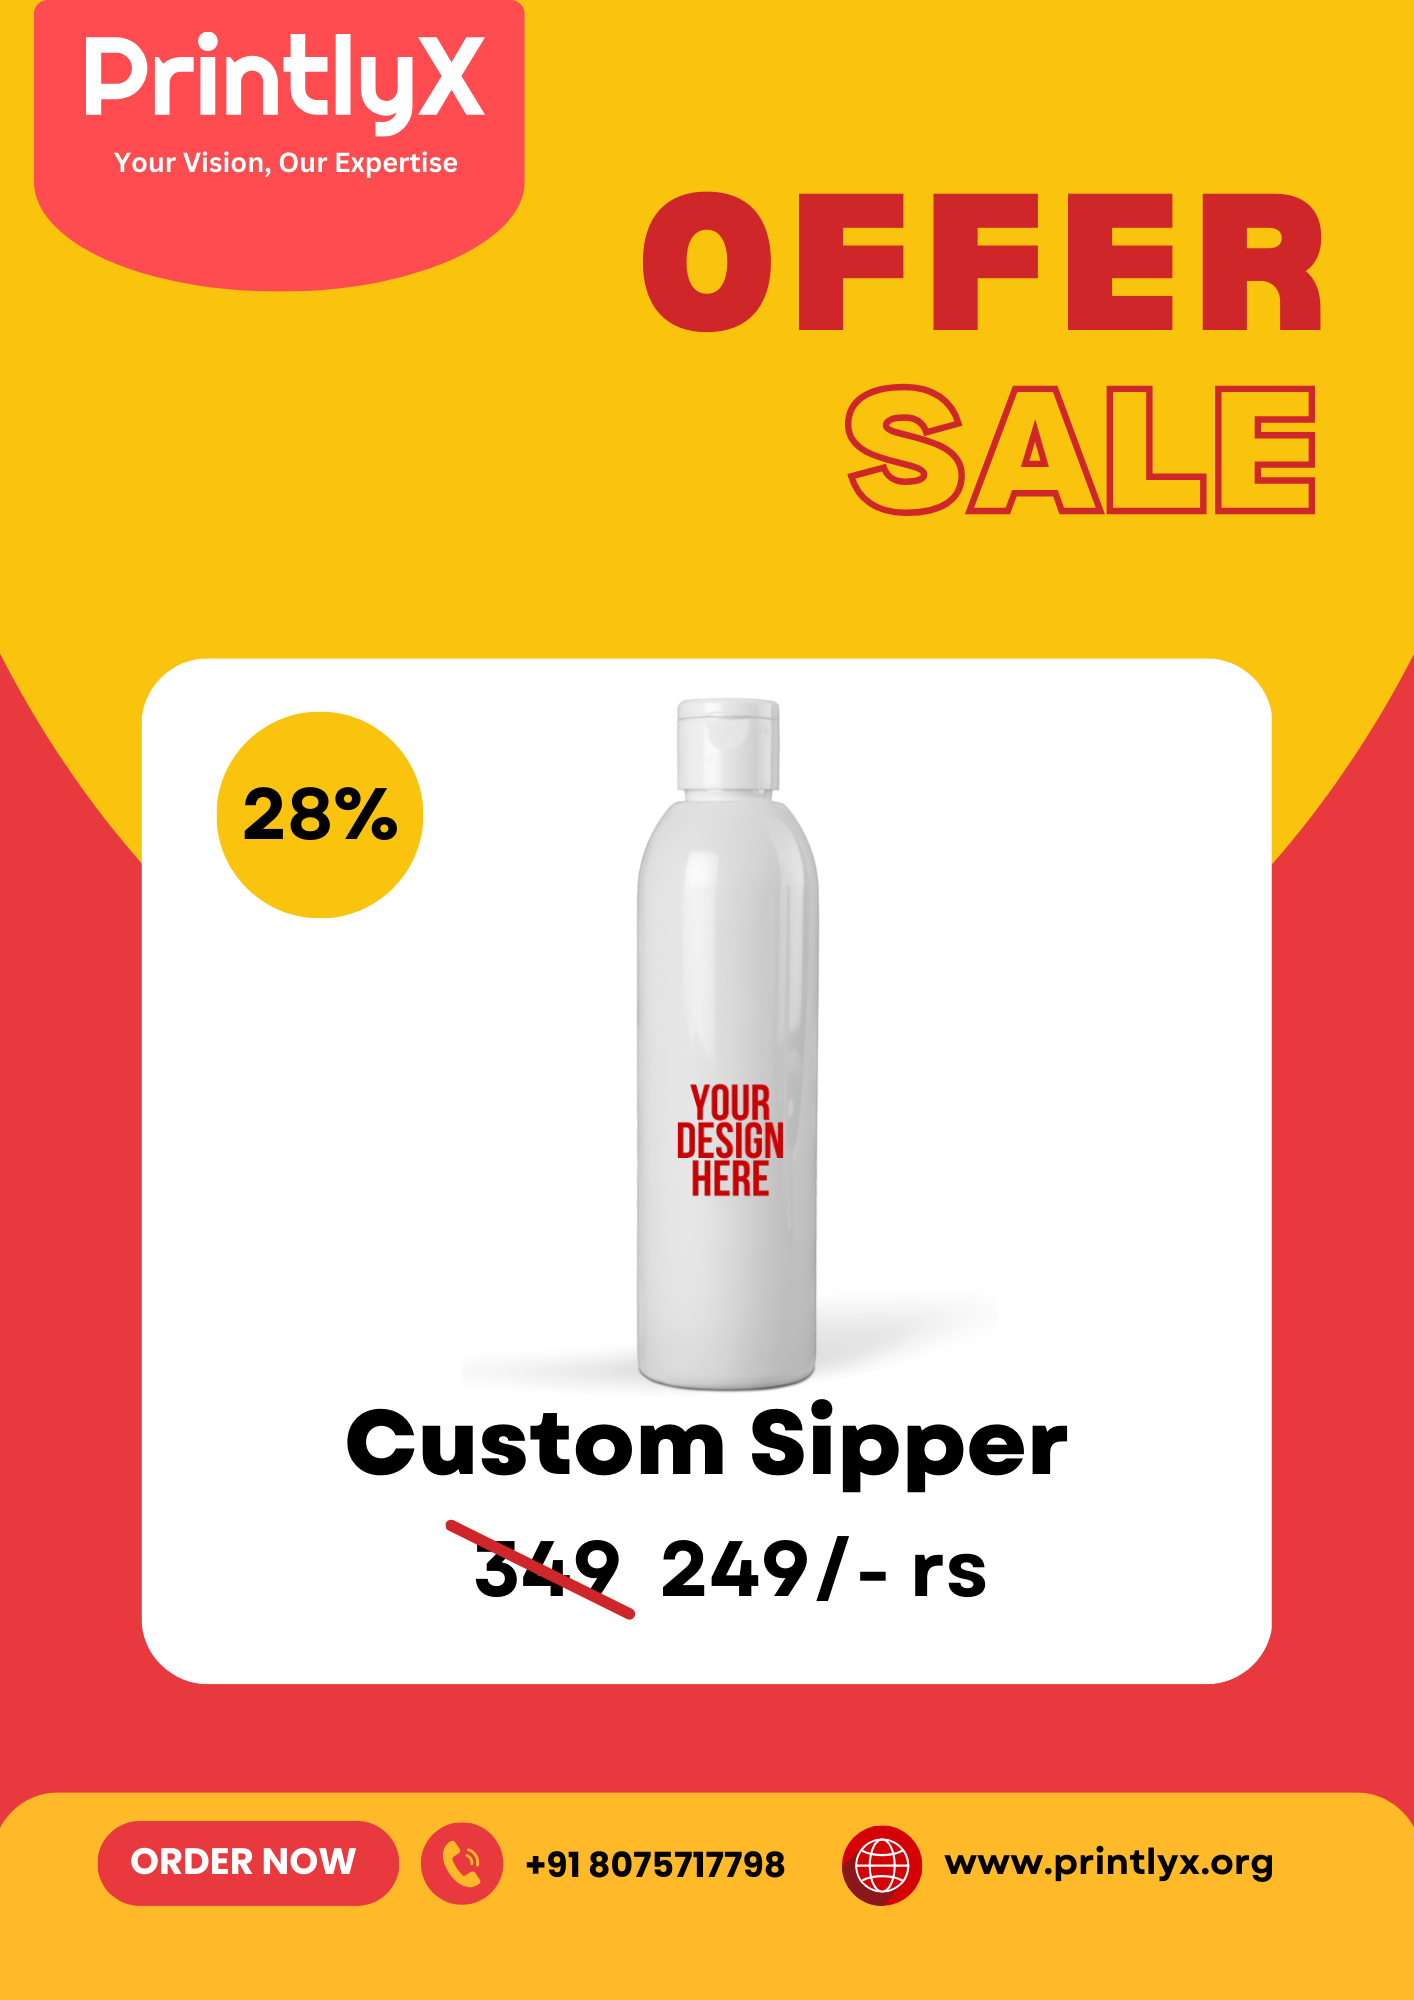 PrintlyX
Your Vision, Our Expertise
OFFER
SALE
28%
YOUR
DESIGN
HERE
Custom Sipper
349 249/- rs
ORDER NOW
+91 8075717798
www.printlyx.org